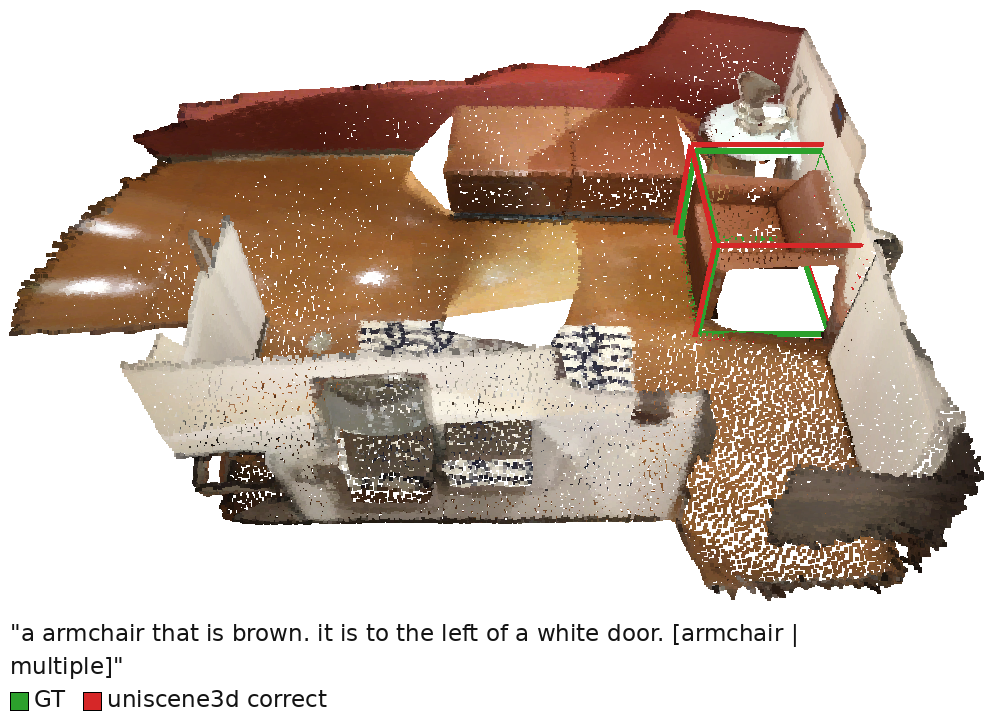 "a armchair that is brown. it is to the left of a white door. [armchair |
multiple]"
GT uniscene3d correct